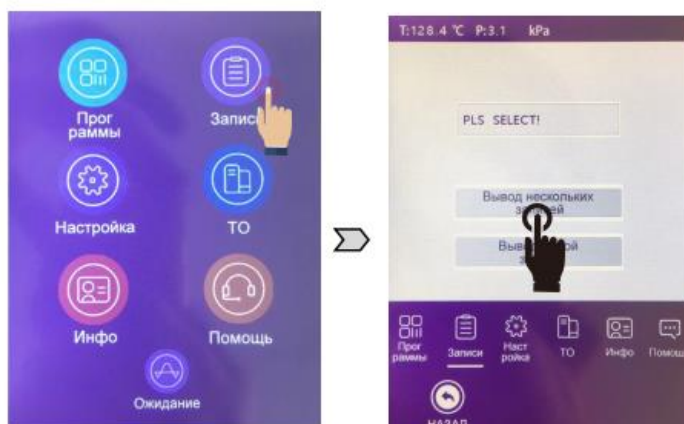 Прог
раммы
Записи
Настройка
ТО
Инфо
Помощь
Ожидание
T:128.4 ℃ P:3.1 kPa
PLS SELECT!
Вывод нескольких
Прог
раммы
Записи
Наст
ройка
ТО
Инфо
НАЗАД